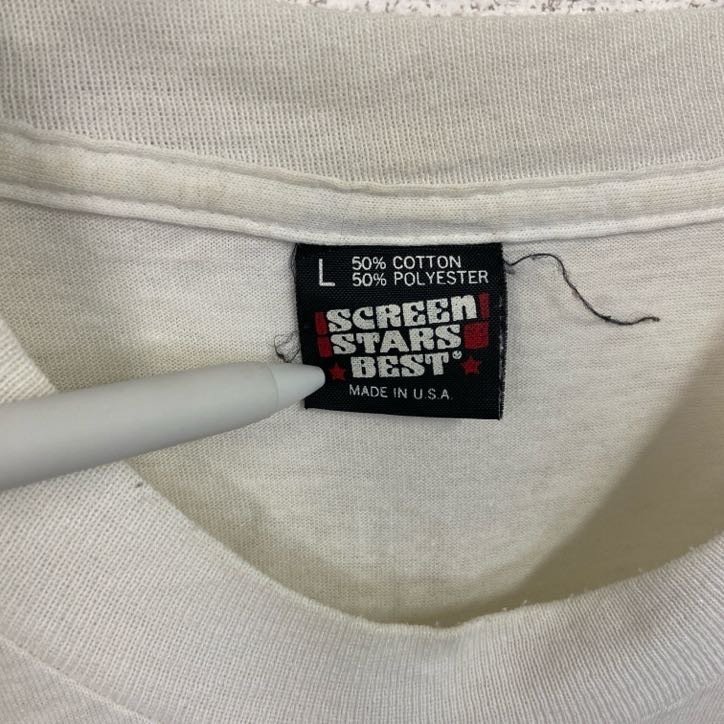 L 50% COTTON
50% POLYESTER
SCREEN
STARS
BEST®
MADE IN U.S.A.